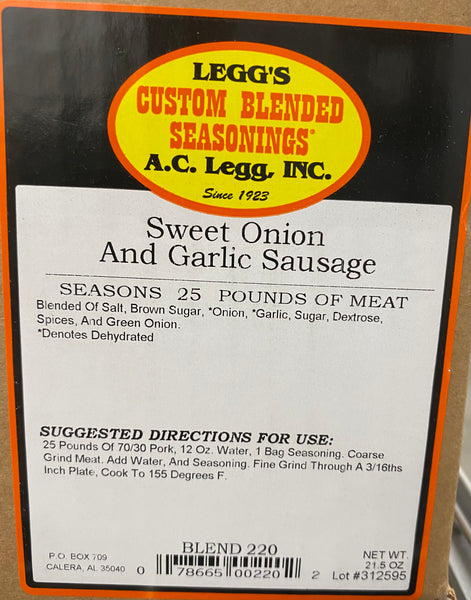 LEGG'S
CUSTOM BLENDED
SEASONINGS®
A.C. Legg, INC.
Since 1923
Sweet Onion
And Garlic Sausage
SEASONS 25 POUNDS OF MEAT
Blended Of Salt, Brown Sugar, *Onion, *Garlic, Sugar, Dextrose,
Spices, And Green Onion.
*Denotes Dehydrated
SUGGESTED DIRECTIONS FOR USE:
25 Pounds Of 70/30 Pork, 12 Oz. Water, 1 Bag Seasoning. Coarse
Grind Meat. Add Water, And Seasoning. Fine Grind Through A 3/16ths
Inch Plate, Cook To 155 Degrees F.
BLEND 220
P.O. BOX 709
CALERA, AL 35040
0 78665 00220 2
NET WT.
21.5 OZ
Lot #312595